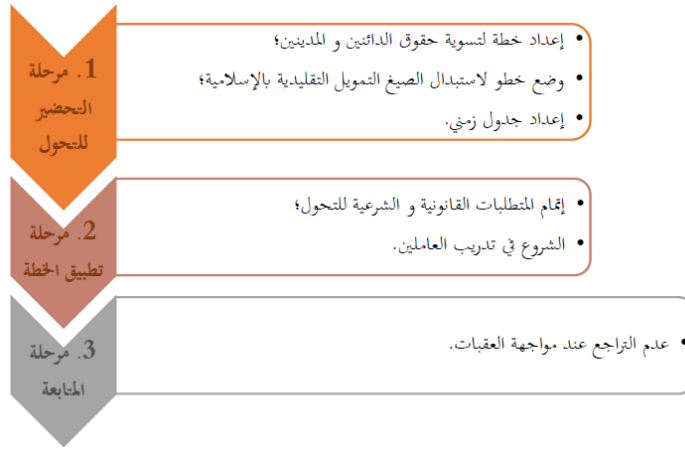 1. مرحلة
التحضير
للتحول
• إعداد خطة لتسوية حقوق الدائنين و المدينين؛
• وضع خطو لاستبدال الصيغ التمويل التقليدية بالإسلامية؛
• إعداد جدول زمني.
2. مرحلة
تطبيق الخطة
• إتمام المتطلبات القانونية و الشرعية للتحول؛
• الشروع في تدريب العاملين.
3. مرحلة
المتابعة
• عدم التراجع عند مواجهة العقبات.